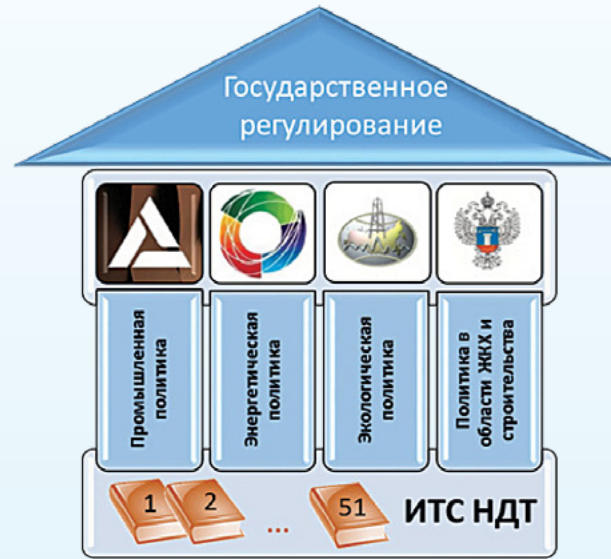 Государственное
регулирование
Промышленная
политика
Энергетическая
политика
Экологическая
политика
Политика в
области ЖКХ и
строительства
1
2
...
51
ИТС НДТ